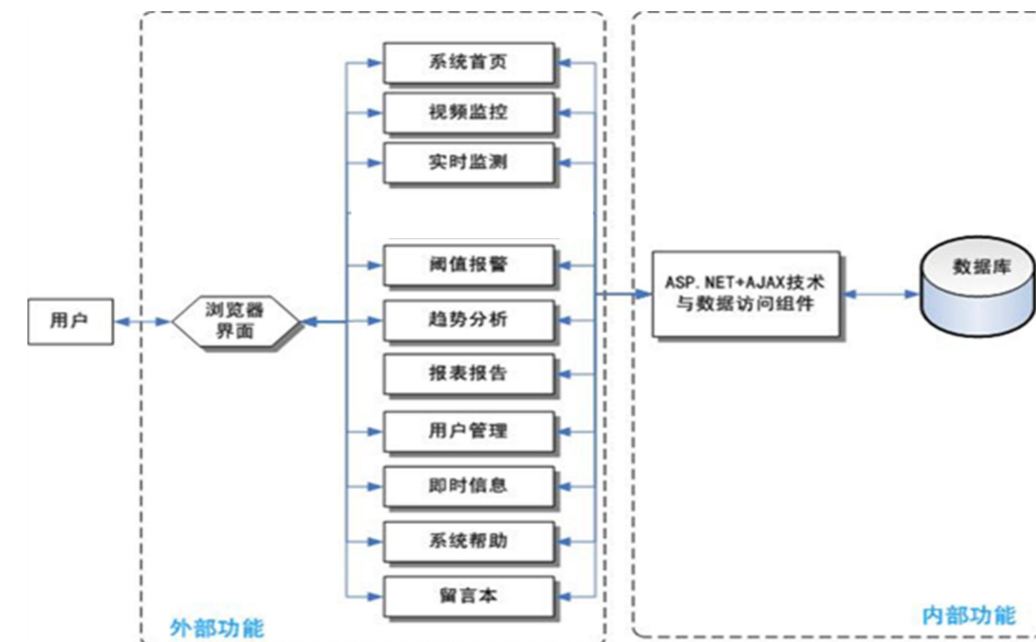 系统首页
视频监控
实时监测
阈值报警
趋势分析
报表报告
用户管理
即时信息
系统帮助
留言本
用户
浏览器
界面
ASP.NET+AJAX技术
与数据访问组件
数据库
外部功能
内部功能